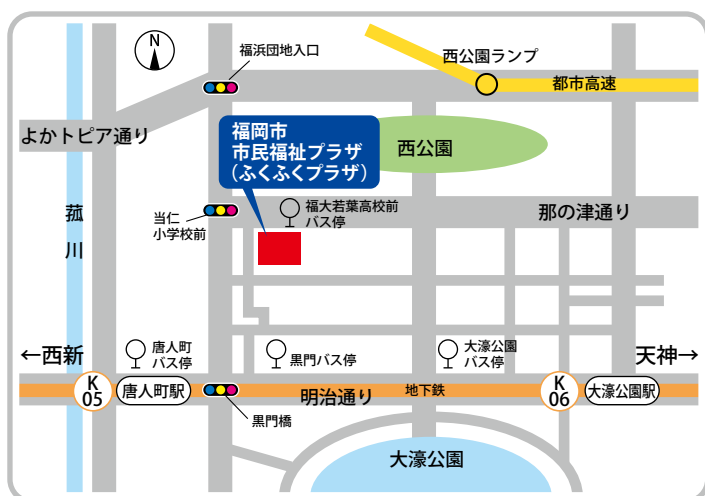 N
福浜団地入口
西公園ランプ
都市高速
よかトピア通り
福岡市
市民福祉プラザ
（ふくふくプラザ）
西公園
菰川
当仁
小学校前
福大若葉高校前
バス停
那の津通り
←西新
唐人町
バス停
黒門バス停
大濠公園
バス停
天神→
K
05
唐人町駅
明治通り
地下鉄
K
06
大濠公園駅
黒門橋
大濠公園